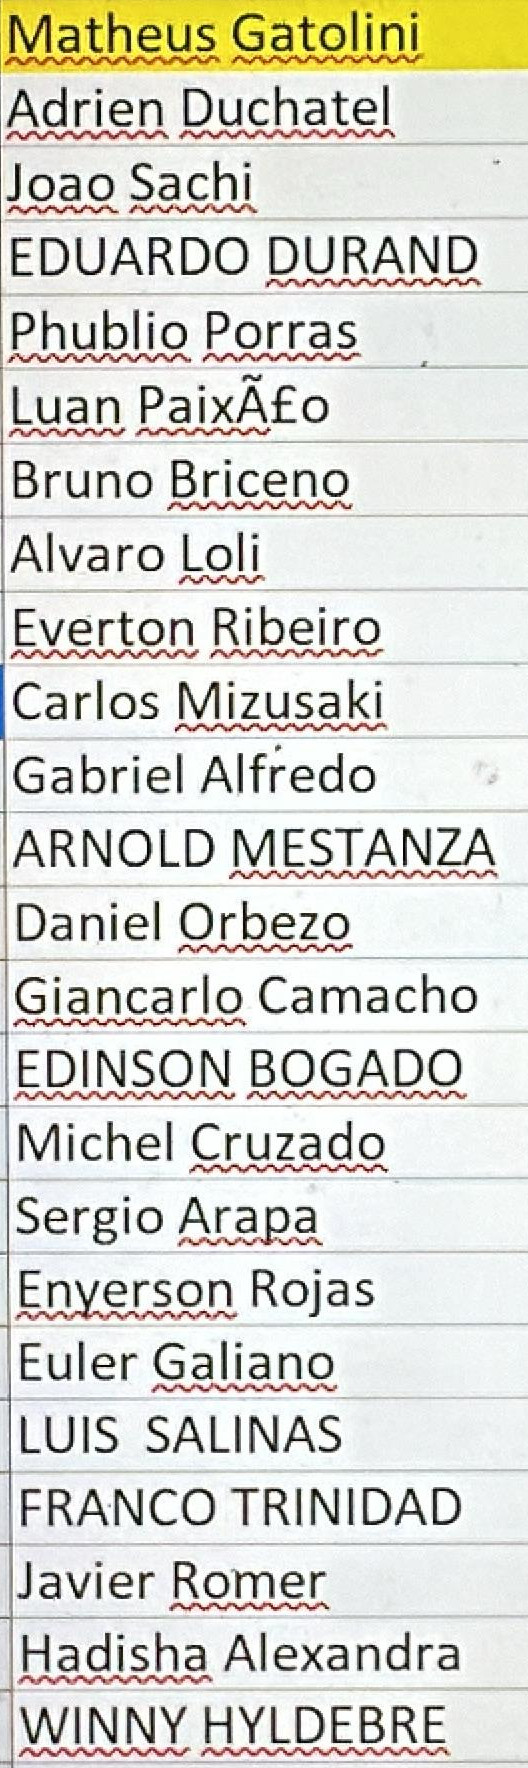 Matheus Gatolini
Adrien Duchatel
Joao Sachi
EDUARDO DURAND
Phublio Porras
Luan PaixÃ£o
Bruno Briceno
Alvaro Loli
Everton Ribeiro
Carlos Mizusaki
Gabriel Alfredo
ARNOLD MESTANZA
Daniel Orbezo
Giancarlo Camacho
EDINSON BOGADO
Michel Cruzado
Sergio Arapa
Enyerson Rojas
Euler Galiano
LUIS  SALINAS
FRANCO TRINIDAD
Javier Romer
Hadisha Alexandra
WINNY HYLDEBRE